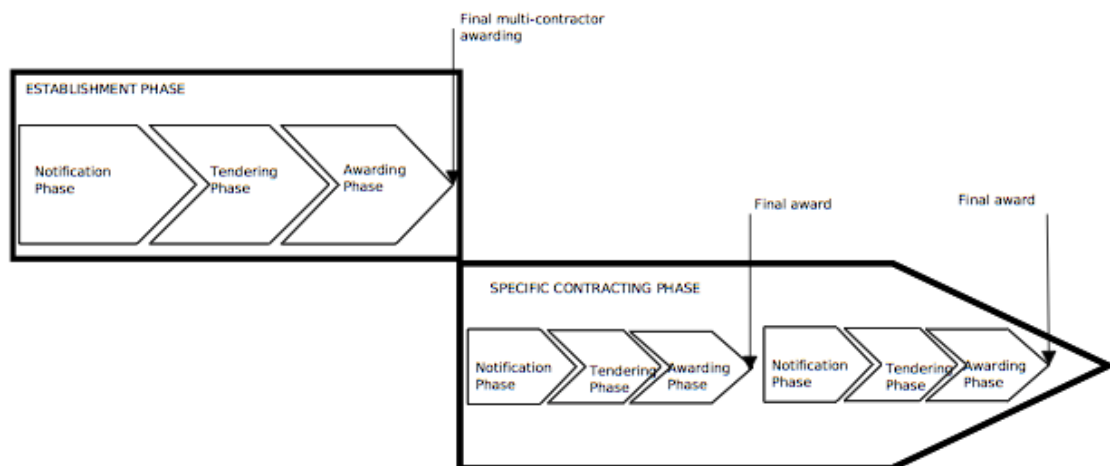 Final multi-contractor
awarding
ESTABLISHMENT PHASE
Notification
Phase
Tendering
Phase
Awarding
Phase
Final award
Final award
SPECIFIC CONTRACTING PHASE
Notification
Phase
Tendering
Phase
Awarding
Phase
Notification
Phase
Tendering
Phase
Awarding
Phase